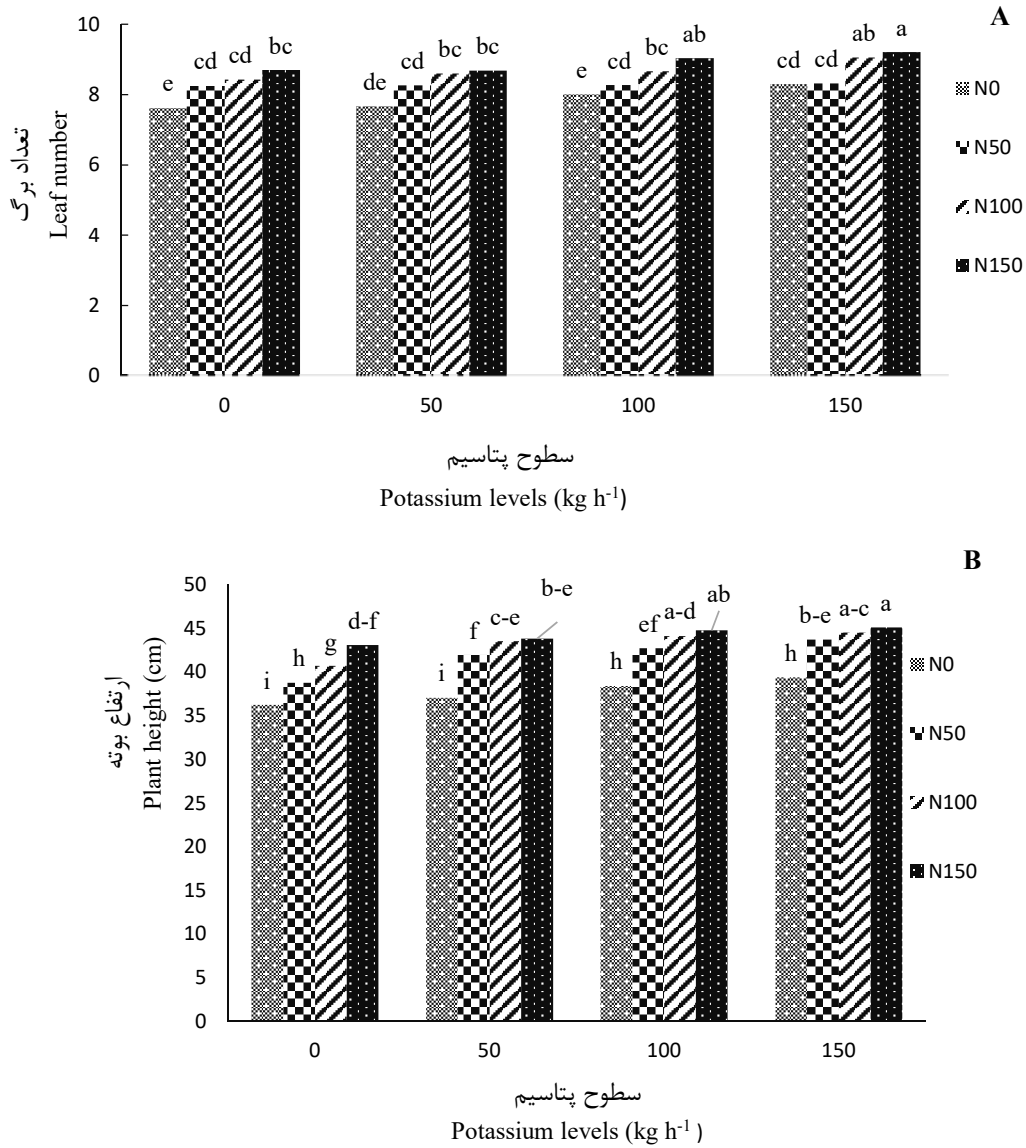 A
10
8
6
4
2
0
تعداد برگ
Leaf number
e cd cd bc
de cd bc bc
e cd bc ab
cd cd ab a
N0
N50
N100
N150
0 50 100 150
سطوح پتاسیم
Potassium levels (kg h-1)
B
50
45
40
35
30
25
20
15
10
5
0
ارتفاع بوته
Plant height (cm)
i h g d-f
i f c-e b-e
h ef a-d ab
h b-e a-c a
N0
N50
N100
N150
0 50 100 150
سطوح پتاسیم
Potassium levels (kg h-1 )